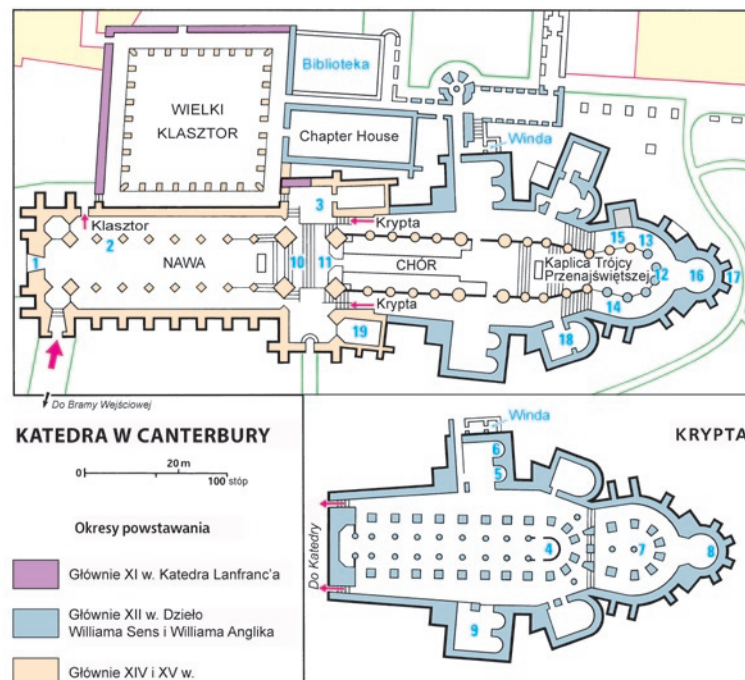 Biblioteka
WIELKI
KLASZTOR
Chapter House
Winda
3
Klasztor
Krypta
1
2
NAWA
10
11
CHÓR
Kaplica Trójcy
Przenajświętszej
15
13
12
16
17
14
Krypta
19
18
Do Bramy Wejściowej
KATEDRA W CANTERBURY
0
20 m
100 stóp
Okresy powstawania
Głównie XI w. Katedra Lanfranc'a
Głównie XII w. Dzieło
Williama Sens i Williama Anglika
Głównie XIV i XV w.
Winda
KRYPTA
6
5
Do Katedry
4
7
8
9